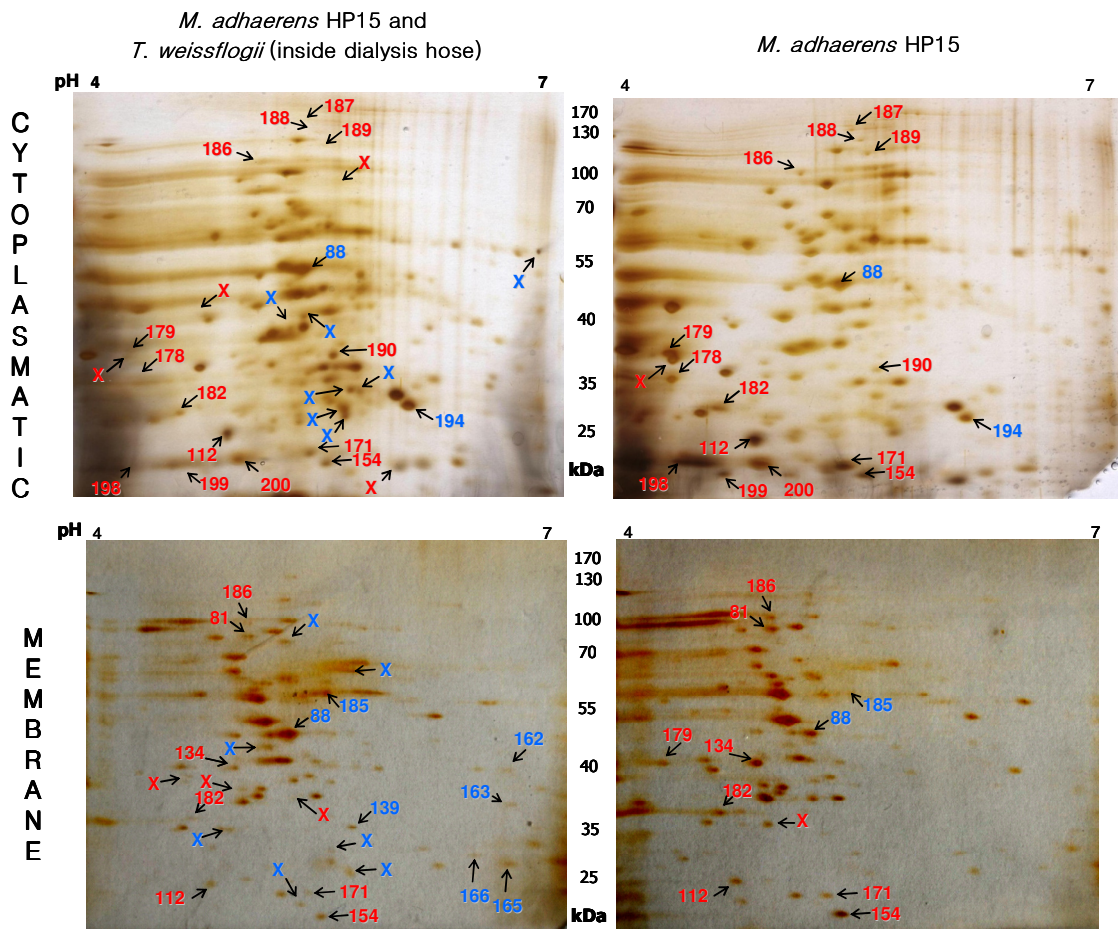 M. adhaerens HP15 and
T. weissflogii (inside dialysis hose)
M. adhaerens HP15
pH 4
7
4
7
CYTOPLASMATIC
187
188
189
186
X
88
X
X
X
X
179
178
X
190
X
X
182
X
194
X
112
171
154
198
199
200
X
170
130
100
70
55
40
35
25
kDa
187
188
189
186
88
179
178
X
190
182
194
112
171
154
198
199
200
pH 4
7
4
7
MEMBRANE
186
81
X
X
185
88
X
134
162
X
X
182
163
X
139
X
X
X
X
112
171
154
166
165
170
130
100
70
55
40
35
25
kDa
186
81
185
88
179
134
182
X
112
171
154